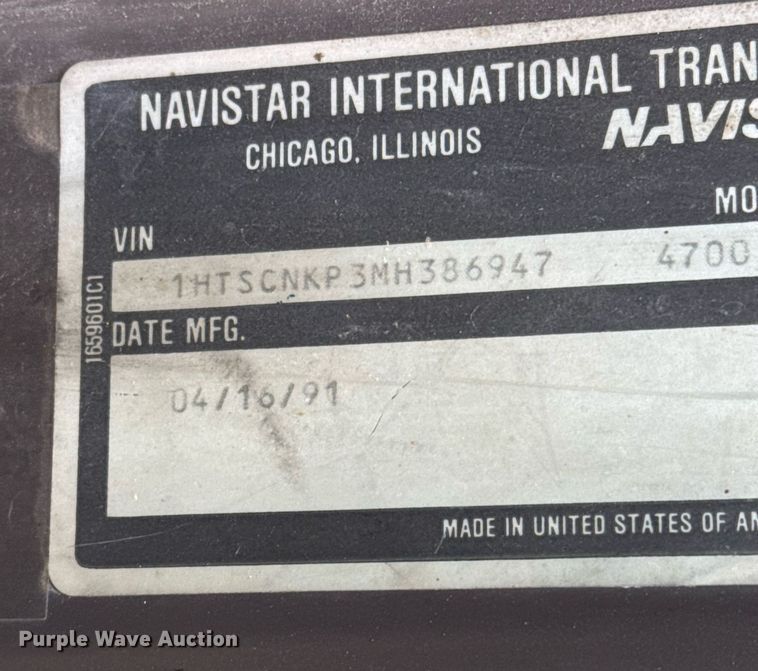 NAVISTAR INTERNATIONAL TRAN
CHICAGO, ILLINOIS
NAVIS
MO
VIN
1HTSCNKP3MH386947 4700
DATE MFG.
04/16/91
1659601C1
MADE IN UNITED STATES OF AM
Purple Wave Auction